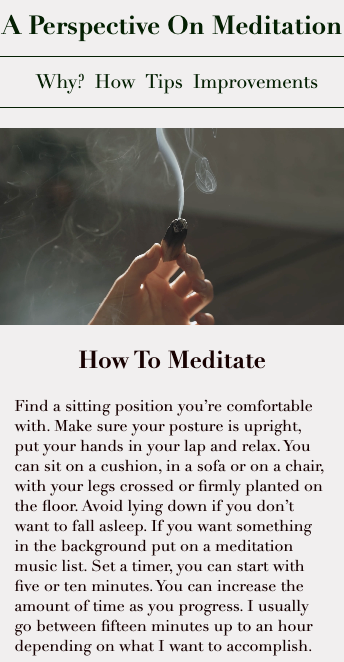 A Perspective On Meditation
Why? How Tips Improvements
How To Meditate
Find a sitting position you're comfortable
with. Make sure your posture is upright,
put your hands in your lap and relax. You
can sit on a cushion, in a sofa or on a chair,
with your legs crossed or firmly planted on
the floor. Avoid lying down if you don't
want to fall asleep. If you want something
in the background put on a meditation
music list. Set a timer, you can start with
five or ten minutes. You can increase the
amount of time as you progress. I usually
go between fifteen minutes up to an hour
depending on what I want to accomplish.